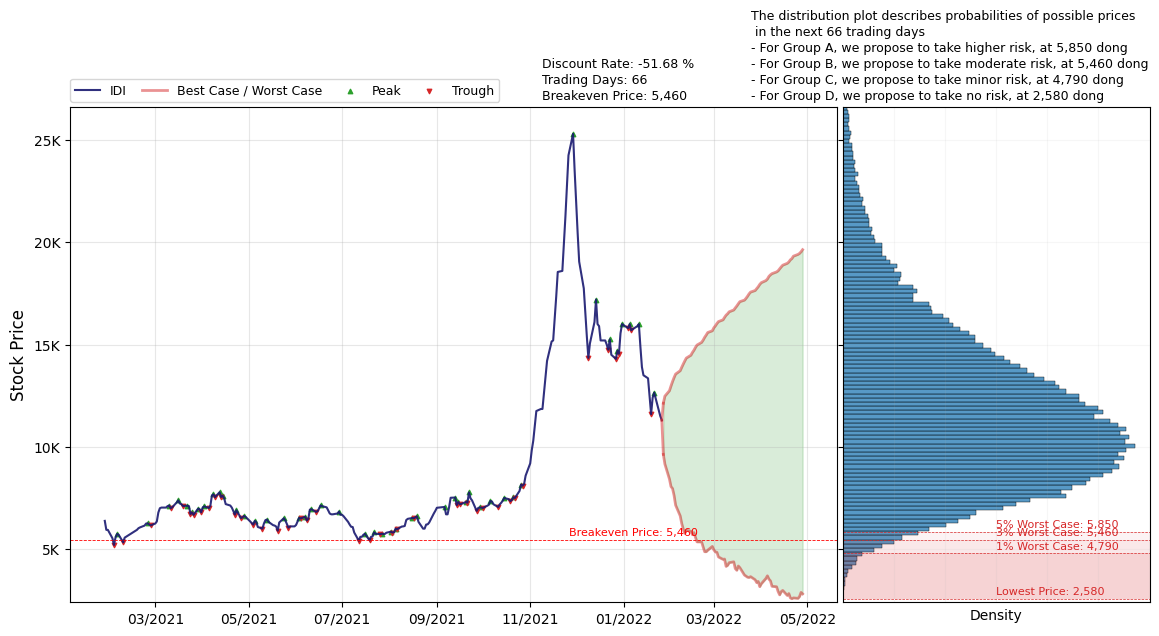 The distribution plot describes probabilities of possible prices
in the next 66 trading days
- For Group A, we propose to take higher risk, at 5,850 dong
- For Group B, we propose to take moderate risk, at 5,460 dong
- For Group C, we propose to take minor risk, at 4,790 dong
- For Group D, we propose to take no risk, at 2,580 dong
Discount Rate: -51.68 %
Trading Days: 66
Breakeven Price: 5,460
IDI
Best Case / Worst Case
Peak
Trough
Stock Price
25K
20K
15K
10K
5K
Breakeven Price: 5,460
03/2021
05/2021
07/2021
09/2021
11/2021
01/2022
03/2022
05/2022
5% Worst Case: 5,850
3% Worst Case: 5,460
1% Worst Case: 4,790
Lowest Price: 2,580
Density